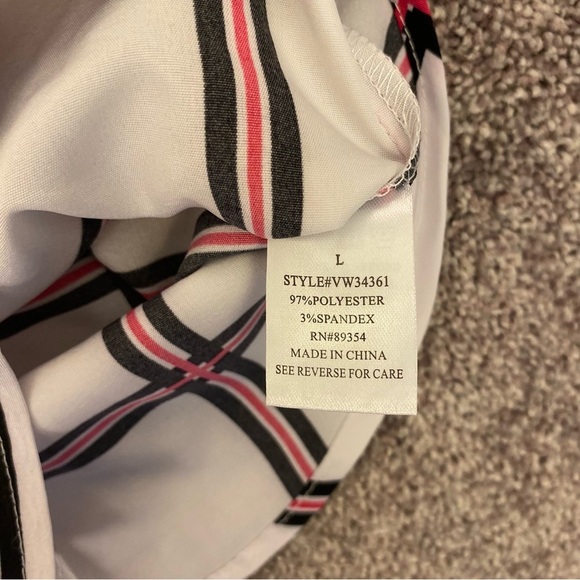 L
STYLE#VW34361
97%POLYESTER
3%SPANDEX
RN#89354
MADE IN CHINA
SEE REVERSE FOR CARE